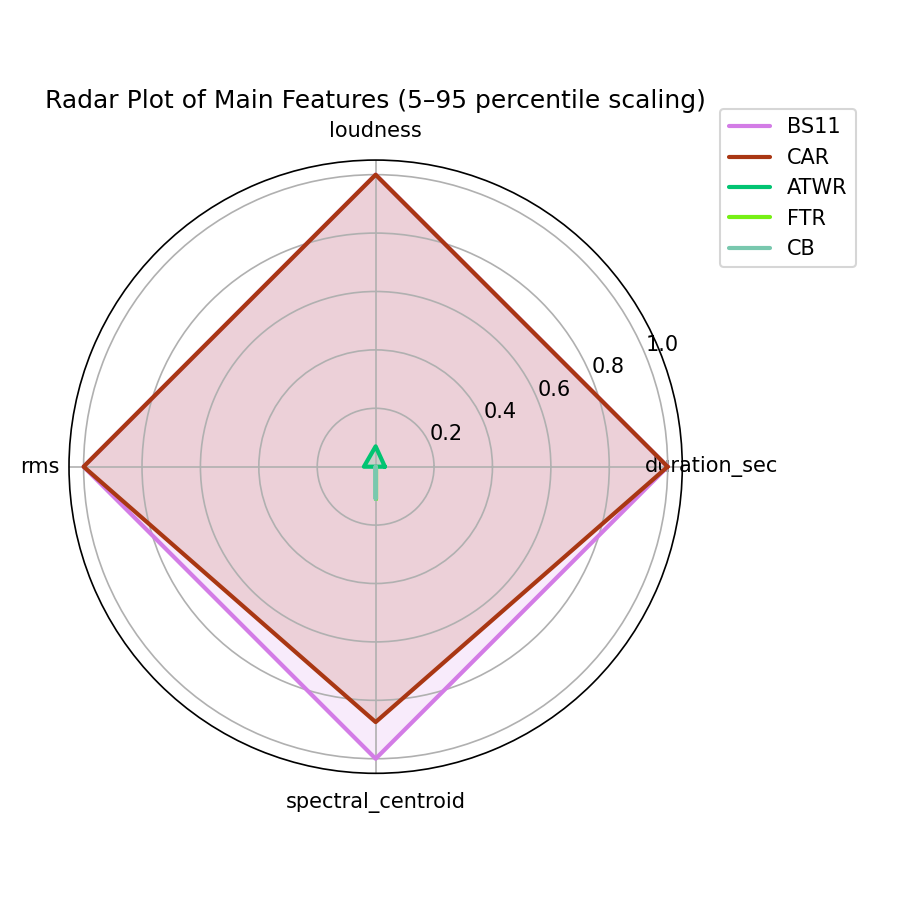 Radar Plot of Main Features (5–95 percentile scaling)
loudness
BS11
CAR
ATWR
FTR
CB
1.0
0.8
0.6
0.4
0.2
rms
duration_sec
spectral_centroid